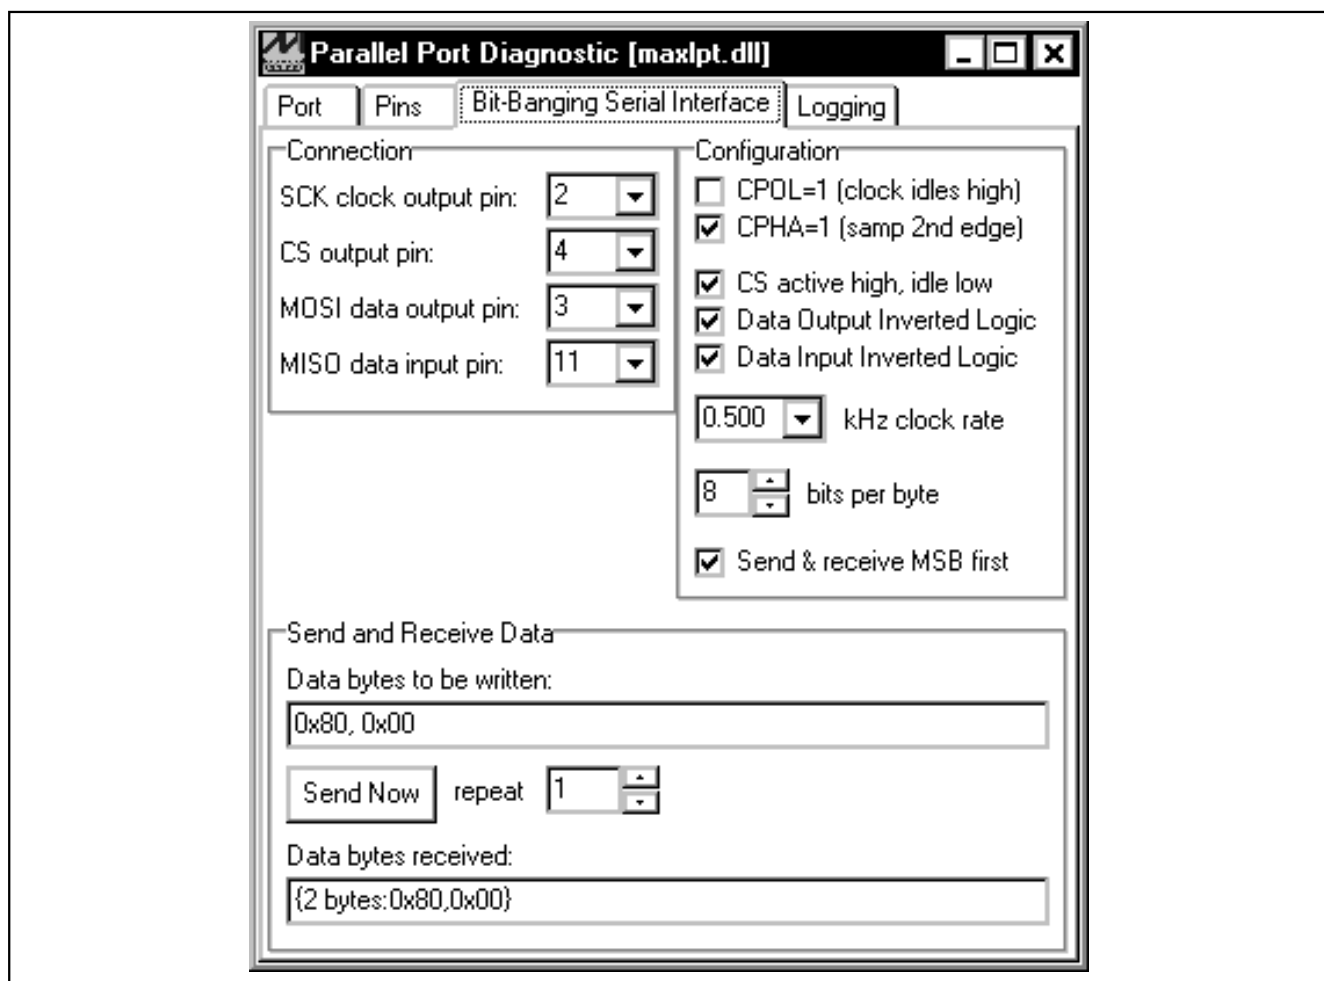 Parallel Port Diagnostic [maxlpt.dll]
Port Pins Bit-Banging Serial Interface Logging
Connection
SCK clock output pin: 2
CS output pin: 4
MOSI data output pin: 3
MISO data input pin: 11
Configuration
CPOL=1 (clock idles high)
CPHA=1 (samp 2nd edge)
CS active high, idle low
Data Output Inverted Logic
Data Input Inverted Logic
0.500 kHz clock rate
8 bits per byte
Send & receive MSB first
Send and Receive Data
Data bytes to be written:
0x80, 0x00
Send Now repeat 1
Data bytes received:
{2 bytes:0x80,0x00}